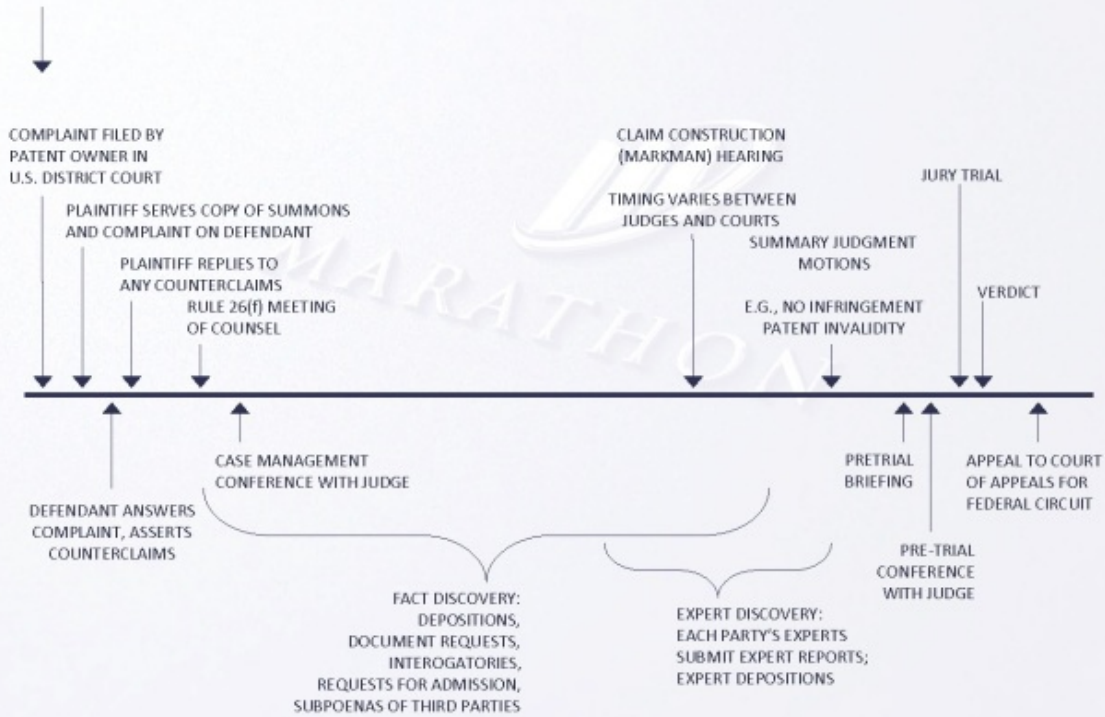 COMPLAINT FILED BY
PATENT OWNER IN
U.S. DISTRICT COURT
PLAINTIFF SERVES COPY OF SUMMONS
AND COMPLAINT ON DEFENDANT
PLAINTIFF REPLIES TO
ANY COUNTERCLAIMS
RULE 26(f) MEETING
OF COUNSEL
CLAIM CONSTRUCTION
(MARKMAN) HEARING
TIMING VARIES BETWEEN
JUDGES AND COURTS
SUMMARY JUDGMENT
MOTIONS
E.G., NO INFRINGEMENT
PATENT INVALIDITY
JURY TRIAL
VERDICT
MARATHON
DEFENDANT ANSWERS
COMPLAINT, ASSERTS
COUNTERCLAIMS
CASE MANAGEMENT
CONFERENCE WITH JUDGE
FACT DISCOVERY:
DEPOSITIONS,
DOCUMENT REQUESTS,
INTEROGATORIES,
REQUESTS FOR ADMISSION,
SUBPOENAS OF THIRD PARTIES
EXPERT DISCOVERY:
EACH PARTY'S EXPERTS
SUBMIT EXPERT REPORTS;
EXPERT DEPOSITIONS
PRETRIAL
BRIEFING
PRE-TRIAL
CONFERENCE
WITH JUDGE
APPEAL TO COURT
OF APPEALS FOR
FEDERAL CIRCUIT